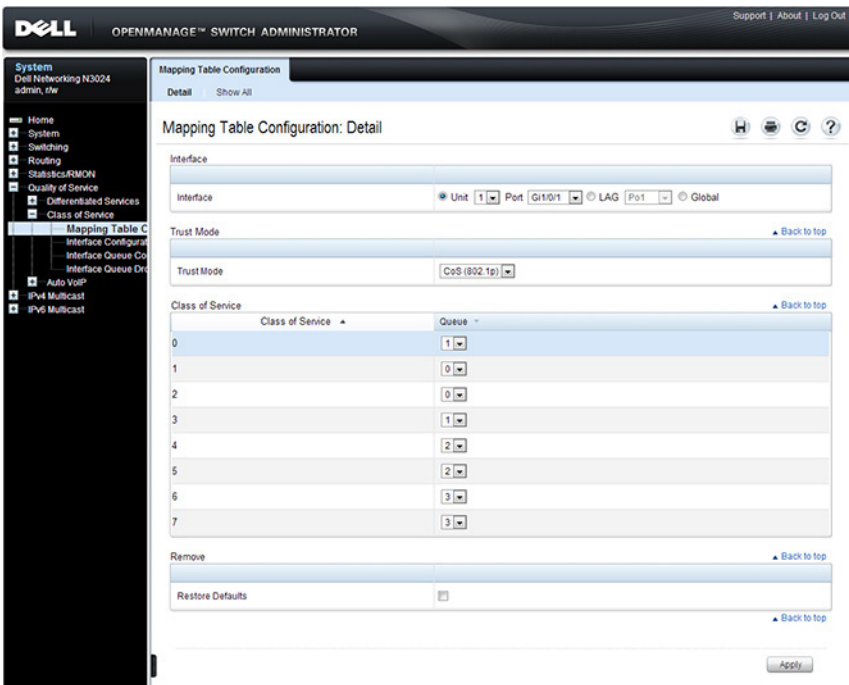 Support | About | Log Out
DELL OPENMANAGE™ SWITCH ADMINISTRATOR
System
Dell Networking N3024
admin, r/w
Home
System
Switching
Routing
Statistics/RMON
Quality of Service
Differentiated Services
Class of Service
Mapping Table C
Interface Configurat
Interface Queue Co
Interface Queue Dro
Auto VoIP
IPv4 Multicast
IPv6 Multicast
Mapping Table Configuration
Detail Show All
Mapping Table Configuration: Detail
Interface
Interface Unit 1 Port Gi1/0/1 LAG Po1 Global
Trust Mode Back to top
Trust Mode CoS (802.1p)
Class of Service Back to top
Class of Service Queue
0 1
1 0
2 0
3 1
4 2
5 2
6 3
7 3
Remove Back to top
Restore Defaults
Back to top
Apply